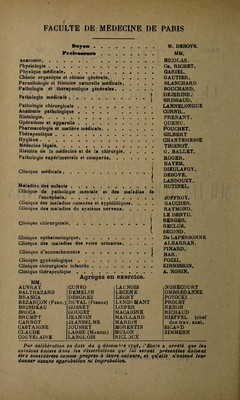 FACULTÉ DE MÉDECINE DE PARIS
Doyen . . . . . . . . . . M. DEBOVE.
Professeurs MM.
Anatomie. . . . . . . . . . NICOLAS.
Physiologie . . . . . . . . . . CH. RICHET.
Physique médicale. . . . . . . . . . GARIEL.
Chimie organique et chimie générale. . . . . . . . . . GAUTIER.
Parasitologie et Histoire naturelle médicale. . . . . . . . . . BLANCHARD.
Pathologie et thérapeutique générales. . . . . . . . . . BOUCHARD.
Pathologie médicale . . . . . . . . . . DEJERINE.
BRISSAUD.
Pathologie chirurgicale . . . . . . . . . . LANNELONGUE
Anatomie pathologique . . . . . . . . . . CORNIL.
Histologie. . . . . . . . . . PRENANT.
Opérations et appareils . . . . . . . . . . QUENU.
Pharmacologie et matière médicale. . . . . . . . . . POUCHET.
Thérapeutique . . . . . . . . . . GILBERT
Hygiène . . . . . . . . . . CHANTEMESSE
Médecine légale. . . . . . . . . . THOINOT.
Histoire de la médecine et de la chirurgie. . . . . . . . . . G. BALLET.
Pathologie expérimentale et comparée. . . . . . . . . . ROGER.
Clinique médicale . . . . . . . . . . HAYEM.
DIEULAFOY.
DEBOVE.
LANDOUZY.
Maladies des enfants . . . . . . . . . . HUTINEL.
Clinique de pathologie mentale et des maladies de
l'encéphale. . . . . . . . . . JOFFROY.
Clinique des maladies cutanées et syphilitiques. . . . . . . . . . GAUCHER.
Clinique des maladies du système nerveux. . . . . . . . . . RAYMOND.
Clinique chirurgicale. . . . . . . . . . LE DENTU.
BERGER.
RECLUS.
SEGOND.
Clinique ophtalmologique . . . . . . . . . . De LAPERSONNE
Clinique des maladies des voies urinaires. . . . . . . . . . ALBARRAN.
Clinique d'accouchements . . . . . . . . . . PINARD.
BAR.
Clinique gynécologique . . . . . . . . . . POZZI.
Clinique chirurgicale infantile . . . . . . . . . . KIRMISSON.
Clinique thérapeutique . . . . . . . . . . A. ROBIN.
Agrégés en exercice.
MM.
AUVRAY CUNEO LAUNOIS NOBECOURT
BALTHAZARD DEMELIN LECENE OMBREDANNE
BRANCA DESGREZ LEGRY POTOCKI
BEZANÇON (Fern.) DUVAL (Pierre) LENORMANT PROUST
BRINDEAU GOSSET LOEPER RENON
BROCA GOUGET MACAIGNE RICHAUD
BRUMPT JEANNIN MAILLARD RIEFFEL (chef
CARNOT JEANSELME MARION des trav. anat.
CASTAIGNE JOUSSET MORESTIN SICARD
CLAUDE LABBÉ (Marcel) MULON ZIMMERN
COUVELAIRE LANGLOIS NICLOUX
Par délibération en date du 9 décembre 1798, l'Ecole a arrêté que les
opinions émises dans les dissertations qui lui seront présentées doivent
être considérées comme propres à leurs auteurs, et qu'elle n'entend leur
donner aucune approbation ni improbation.